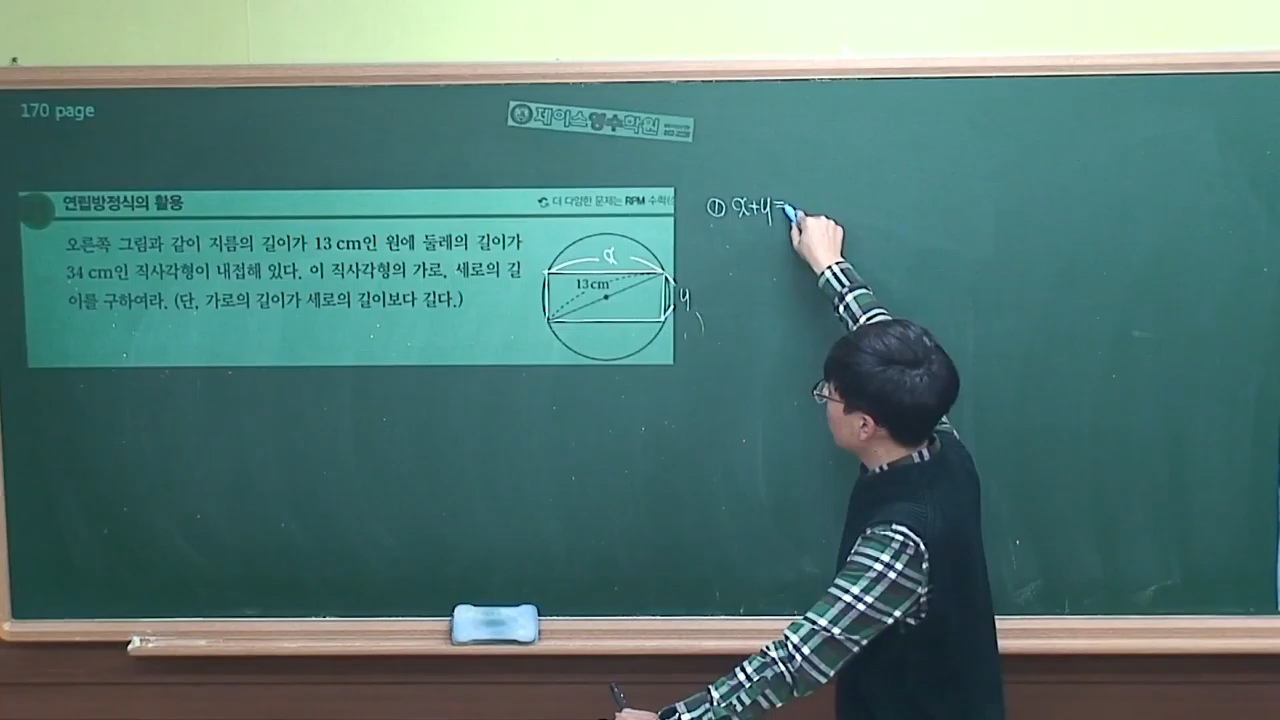 170 page
제이스영수학원
연립방정식의 활용
더 다양한 문제는 RPM 수학(
오른쪽 그림과 같이 지름의 길이가 13 cm인 원에 둘레의 길이가
34 cm인 직사각형이 내접해 있다. 이 직사각형의 가로, 세로의 길
이를 구하여라. (단, 가로의 길이가 세로의 길이보다 길다.)
x
13cm
y
① x+y=